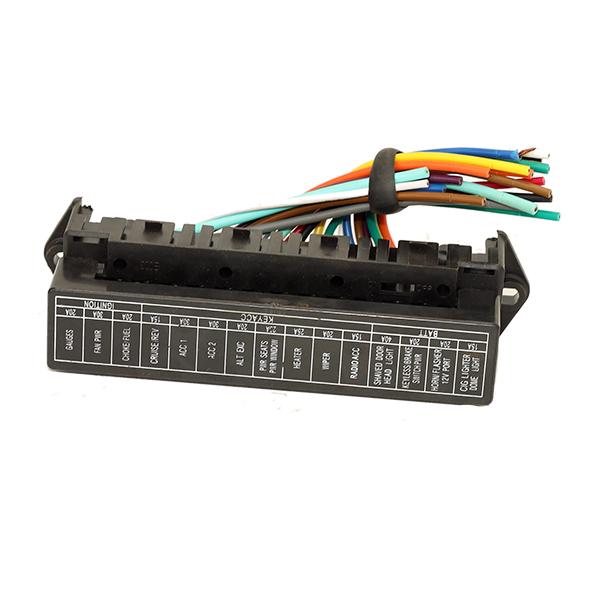 IGNITION
KEY/ACC
BATT
20A
30A
20A
15A
30A
30A
20A
25A
25A
20A
15A
40A
20A
20A
15A
GAUGES
FAN PWR
CHOKE/FUEL
CRUISE/REV
ACC 1
ACC 2
ALT EXC
PWR SEATS
PWR WINDOW
HEATER
WIPER
RADIO/ACC
SHAVED DOOR
HEAD LIGHT
KEYLESS BRAKE
SWITCH PWR
HORN/FLASHER
12V PORT
CIG LIGHTER
DOME LIGHT